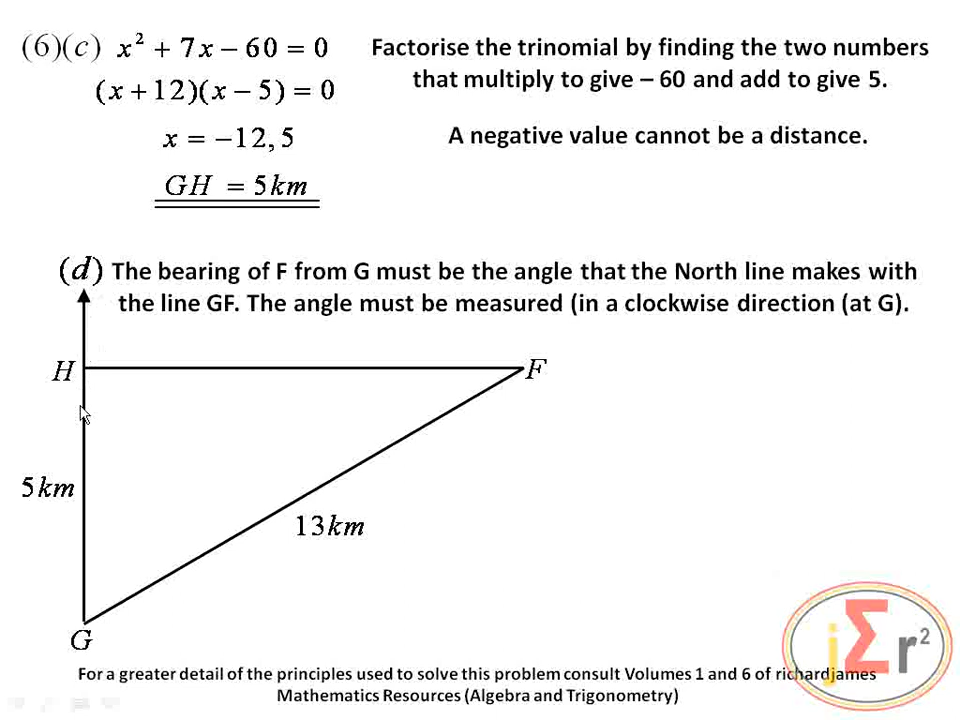 (6)(c) x² + 7x − 60 = 0
(x + 12)(x − 5) = 0
x = −12, 5
GH = 5km
Factorise the trinomial by finding the two numbers
that multiply to give – 60 and add to give 5.
A negative value cannot be a distance.
(d) The bearing of F from G must be the angle that the North line makes with
the line GF. The angle must be measured (in a clockwise direction (at G).
H
F
5km
13km
G
jΣr²
For a greater detail of the principles used to solve this problem consult Volumes 1 and 6 of richardjames
Mathematics Resources (Algebra and Trigonometry)